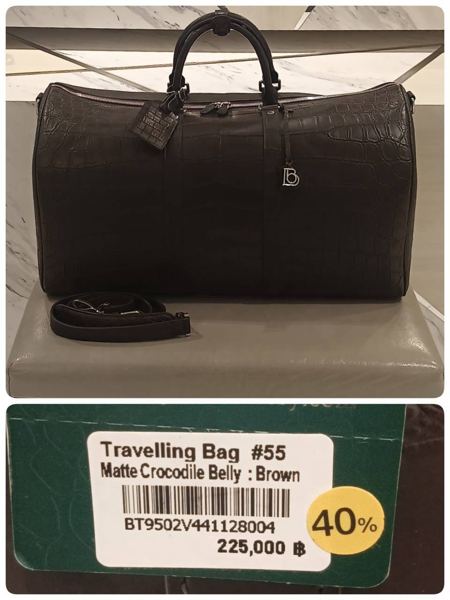 B
Travelling Bag #55
Matte Crocodile Belly : Brown
BT9502V441128004
225,000 ฿
40%